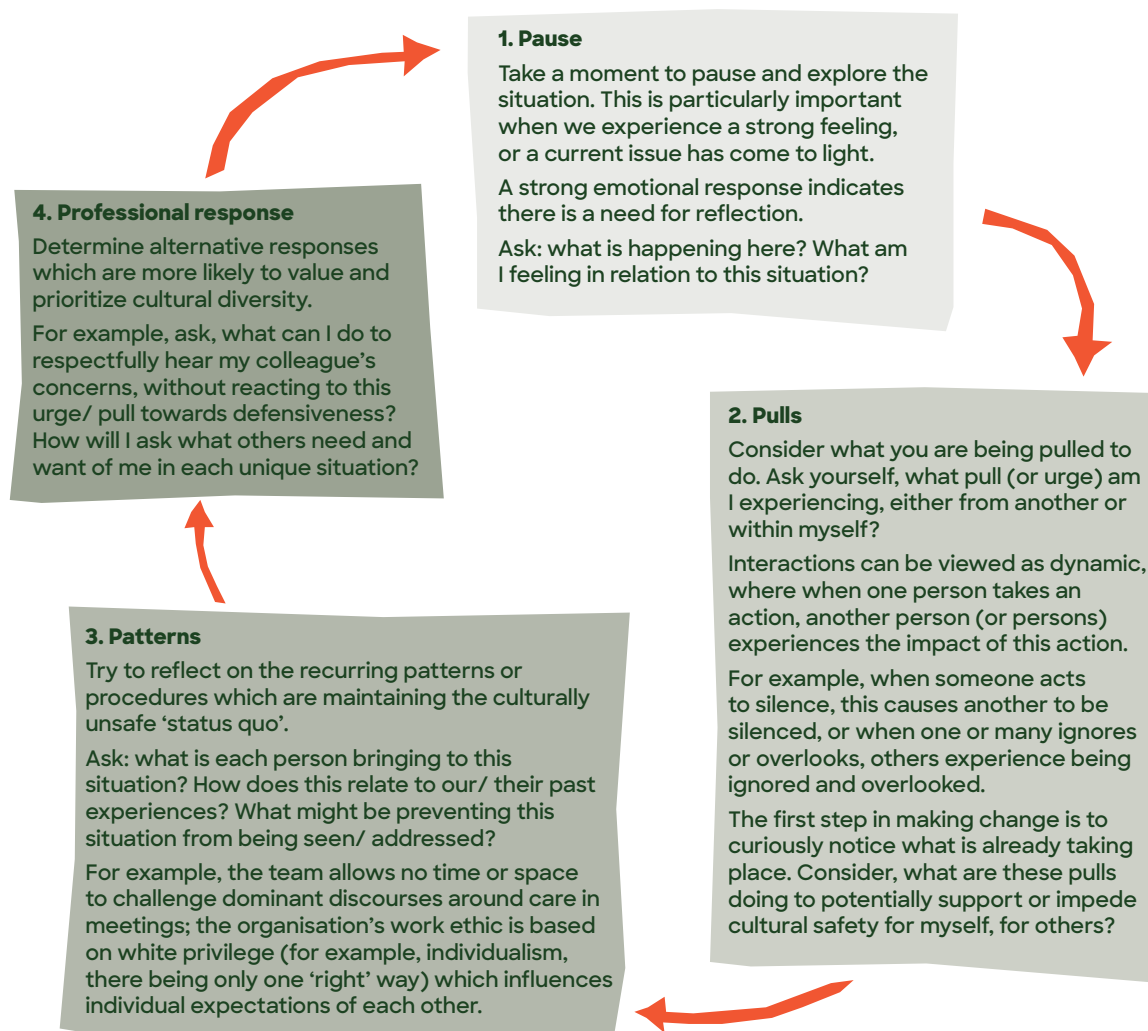 1. Pause
Take a moment to pause and explore the
situation. This is particularly important
when we experience a strong feeling,
or a current issue has come to light.
A strong emotional response indicates
there is a need for reflection.
Ask: what is happening here? What am
I feeling in relation to this situation?
2. Pulls
Consider what you are being pulled to
do. Ask yourself, what pull (or urge) am
I experiencing, either from another or
within myself?
Interactions can be viewed as dynamic,
where when one person takes an
action, another person (or persons)
experiences the impact of this action.
For example, when someone acts
to silence, this causes another to be
silenced, or when one or many ignores
or overlooks, others experience being
ignored and overlooked.
The first step in making change is to
curiously notice what is already taking
place. Consider, what are these pulls
doing to potentially support or impede
cultural safety for myself, for others?
3. Patterns
Try to reflect on the recurring patterns or
procedures which are maintaining the culturally
unsafe ‘status quo’.
Ask: what is each person bringing to this
situation? How does this relate to our/ their past
experiences? What might be preventing this
situation from being seen/ addressed?
For example, the team allows no time or space
to challenge dominant discourses around care in
meetings; the organisation’s work ethic is based
on white privilege (for example, individualism,
there being only one ‘right’ way) which influences
individual expectations of each other.
4. Professional response
Determine alternative responses
which are more likely to value and
prioritize cultural diversity.
For example, ask, what can I do to
respectfully hear my colleague’s
concerns, without reacting to this
urge/ pull towards defensiveness?
How will I ask what others need and
want of me in each unique situation?